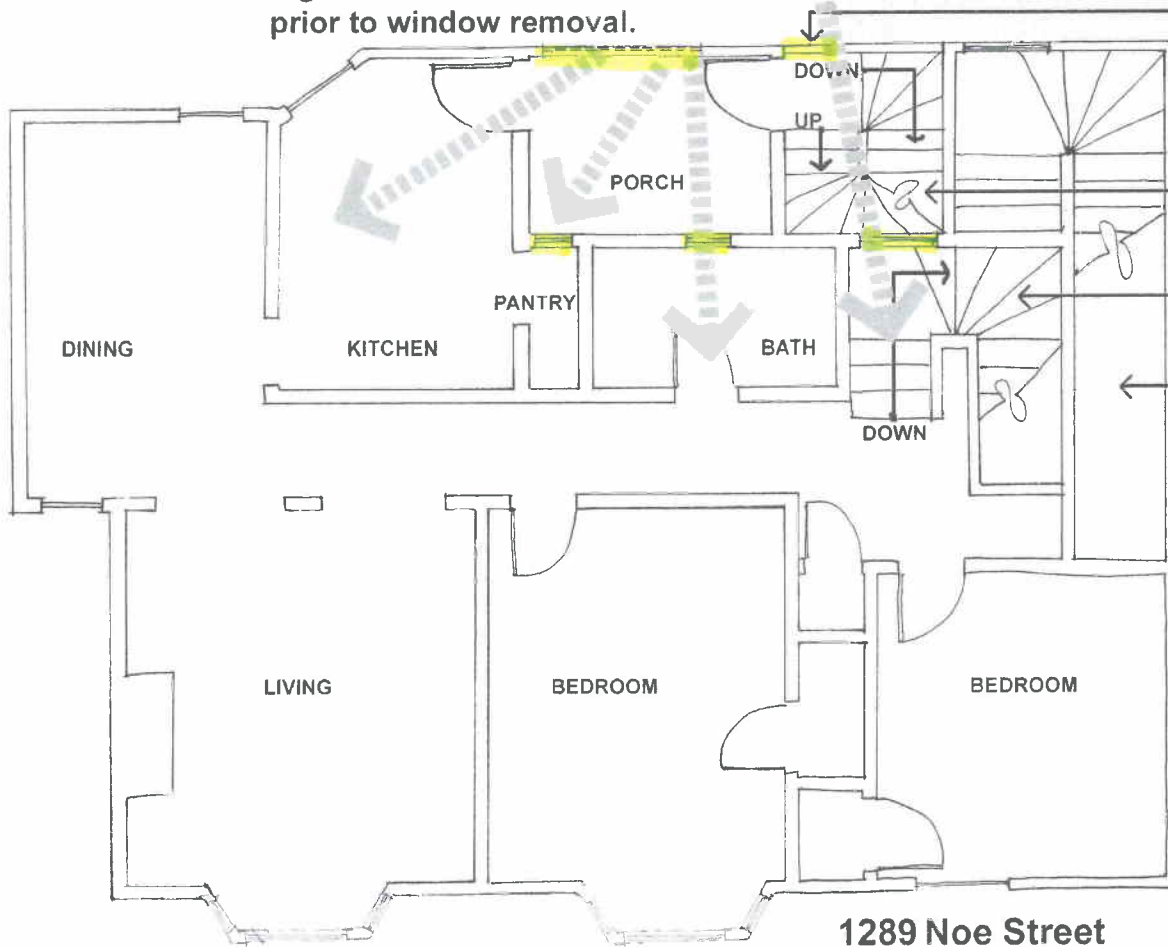 prior to window removal.
DOWN
UP
PORCH
PANTRY
DINING
KITCHEN
BATH
DOWN
LIVING
BEDROOM
BEDROOM
1289 Noe Street